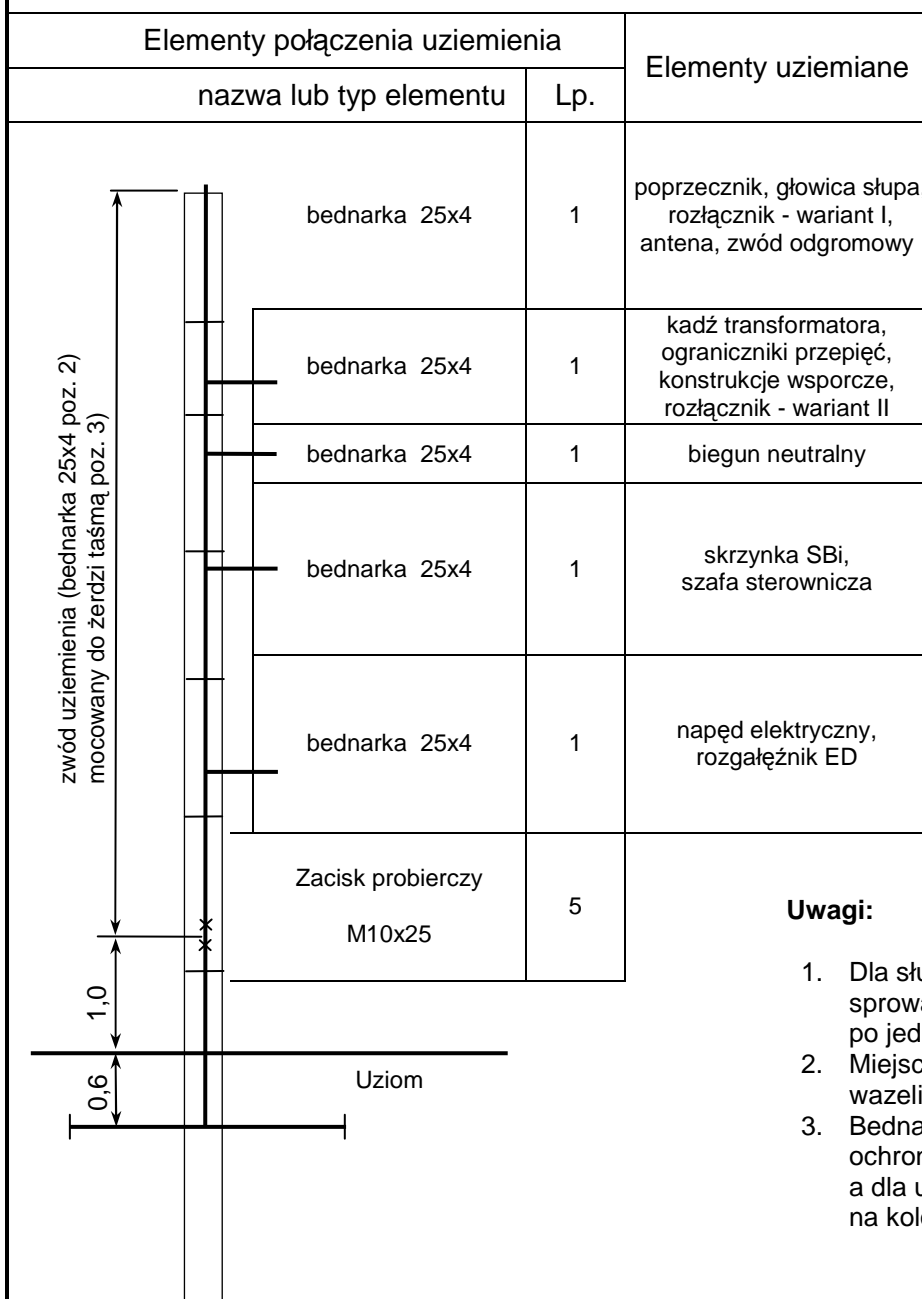 Elementy połączenia uziemienia
Elementy uziemiane
nazwa lub typ elementu
Lp.
bednarka 25x4
1
poprzecznik, głowica słupa
rozłącznik - wariant I,
antena, zwód odgromowy
bednarka 25x4
1
kadź transformatora,
ograniczniki przepięć,
konstrukcje wsporcze,
rozłącznik - wariant II
bednarka 25x4
1
biegun neutralny
bednarka 25x4
1
skrzynka SBi,
szafa sterownicza
bednarka 25x4
1
napęd elektryczny,
rozgałęźnik ED
Zacisk probierczy
M10x25
5
zwód uziemienia (bednarka 25x4 poz. 2)
mocowany do żerdzi taśmą poz. 3)
1,0
0,6
Uziom
Uwagi:
1. Dla
po
2.
3.
a dla
na